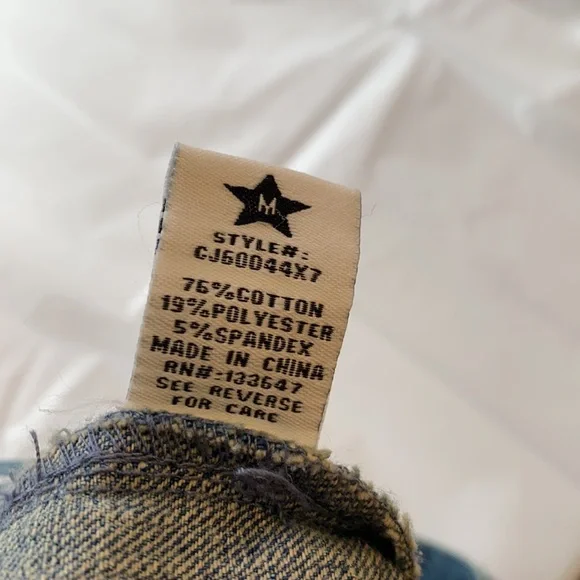 M
STYLE#:
CJ60044X7
76%COTTON
19%POLYESTER
5%SPANDEX
MADE IN CHINA
RN#:133647
SEE REVERSE
FOR CARE